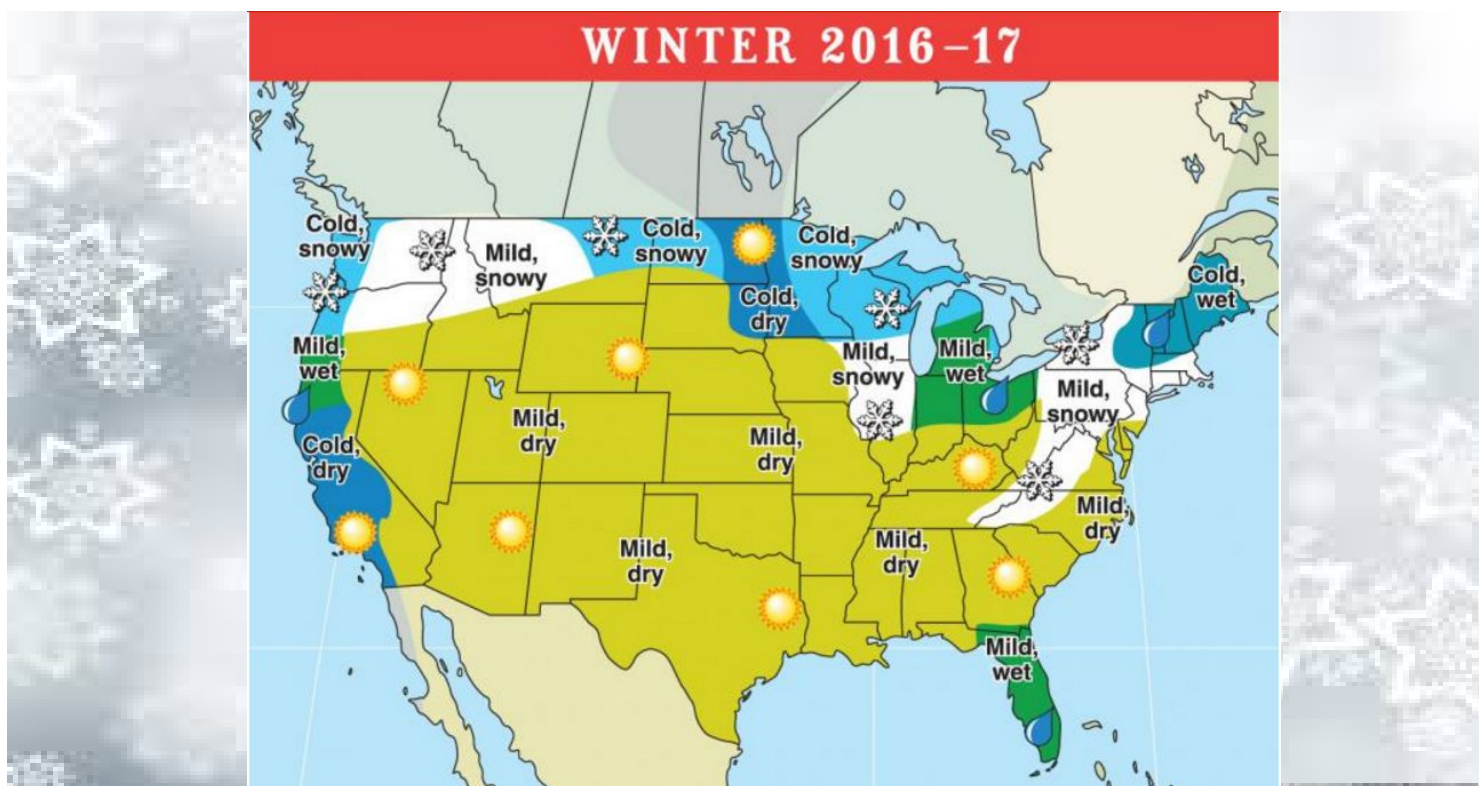 WINTER 2016–17
Cold,
snowy
Mild,
snowy
Cold,
snowy
Cold,
snowy
Cold,
wet
Cold,
dry
Mild,
wet
Mild,
snowy
Mild,
wet
Mild,
snowy
Cold,
dry
Mild,
dry
Mild,
dry
Mild,
dry
Mild,
dry
Mild,
dry
Mild,
wet